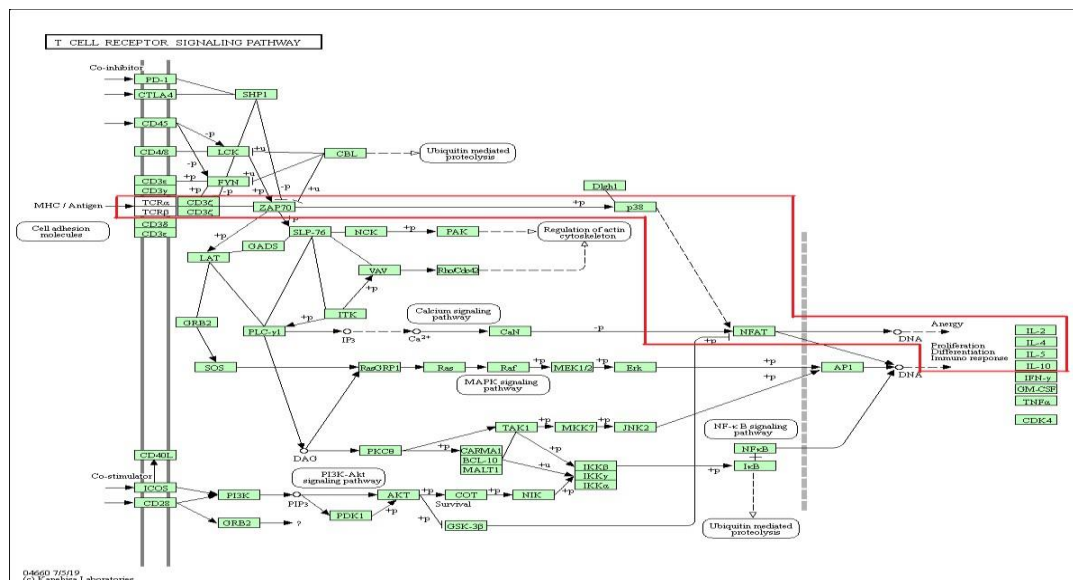 T CELL RECEPTOR SIGNALING PATHWAY
Co-inhibitor
PD-1
CTLA4
SHP1
CD45
-p
+u
CD4/8
LCK
CBL
Ubiquitin mediated
proteolysis
-p
+p
CD3ε
FYN
+u
-p
CD3γ
+p
-p
+p
+u
Dlgh1
MHC / Antigen
TCRα
CD3ζ
ZAP70
+p
p38
TCRβ
CD3ζ
+p
Cell adhesion
molecules
CD3δ
CD3ε
+p
SLP-76
NCK
+p
PAK
Regulation of actin
cytoskeleton
GADS
LAT
VAV
Rho/Cdc42
+p
ITK
Calcium signaling
pathway
GRB2
+p
PLC-γ1
IP3
Ca2+
CaN
-p
NFAT
+p
DNA
Anergy
Proliferation
Differentiation
Immuno response
IL-2
IL-4
IL-5
IL-10
IFN-γ
GM-CSF
TNFα
CDK4
SOS
RasGRP1
Ras
Raf
+p
MEK1/2
+p
Erk
+p
AP1
DNA
MAPK signaling
pathway
+p
TAK1
+p
MKK7
+p
JNK2
NF-κB signaling
pathway
DAG
PKCθ
+p
+p
CARMA1
BCL-10
MALT1
+p
+u
IKKβ
IKKγ
IKKα
+p
NFκB
IκB
CD40L
Co-stimulator
PI3K-Akt
signaling pathway
ICOS
PI3K
PIP3
AKT
+p
COT
NIK
+p
Survival
CD28
PDK1
+p
+p
GRB2
?
GSK-3β
Ubiquitin mediated
proteolysis
04660 7/5/19
(c) Kanehisa Laboratories